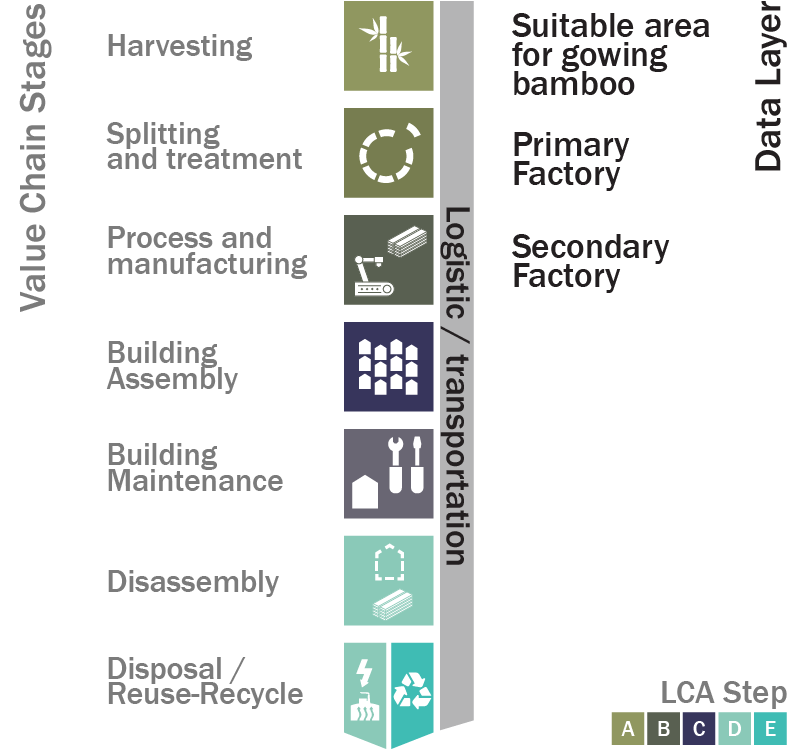 Value Chain Stages
Harvesting
Suitable area
for gowing
bamboo
Data Layer
Splitting
and treatment
Primary
Factory
Process and
manufacturing
Secondary
Factory
Logistic / transportation
Building
Assembly
Building
Maintenance
Disassembly
Disposal /
Reuse-Recycle
LCA Step
A B C D E